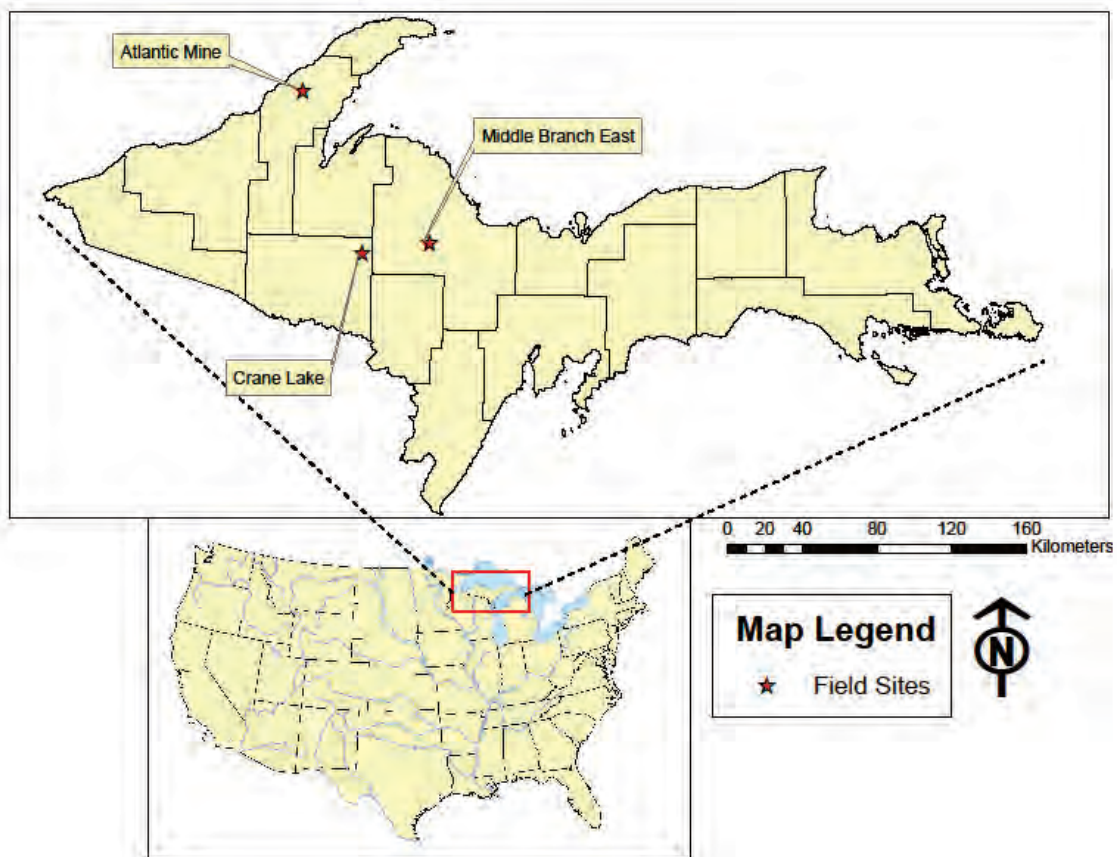 Atlantic Mine
Middle Branch East
Crane Lake
0 20 40 80 120 160
Kilometers
Map Legend
Field Sites
N